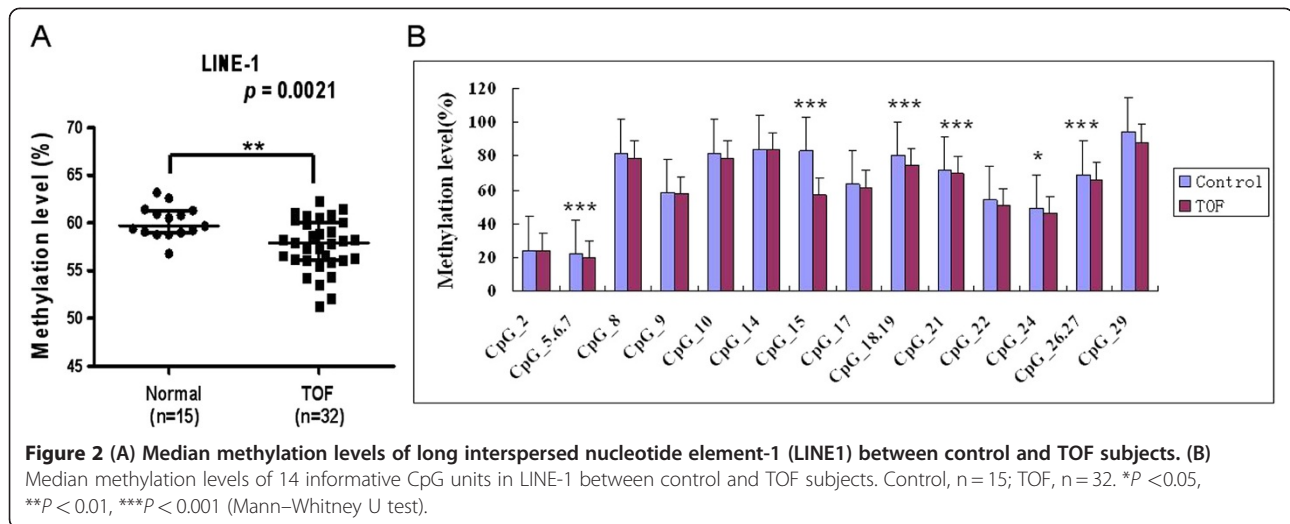 A
LINE-1
p = 0.0021
**
Methylation level (%)
70
65
60
55
50
45
Normal
(n=15)
TOF
(n=32)
B
Methylation level(%)
120
100
80
60
40
20
0
***
***
***
***
*
***
CpG_2
CpG_5.6.7
CpG_8
CpG_9
CpG_10
CpG_14
CpG_15
CpG_17
CpG_18.19
CpG_21
CpG_22
CpG_24
CpG_26.27
CpG_29
Control
TOF
Figure 2 (A) Median methylation levels of long interspersed nucleotide element-1 (LINE1) between control and TOF subjects. (B)
Median methylation levels of 14 informative CpG units in LINE-1 between control and TOF subjects. Control, n = 15; TOF, n = 32. *P <0.05,
**P < 0.01, ***P < 0.001 (Mann–Whitney U test).